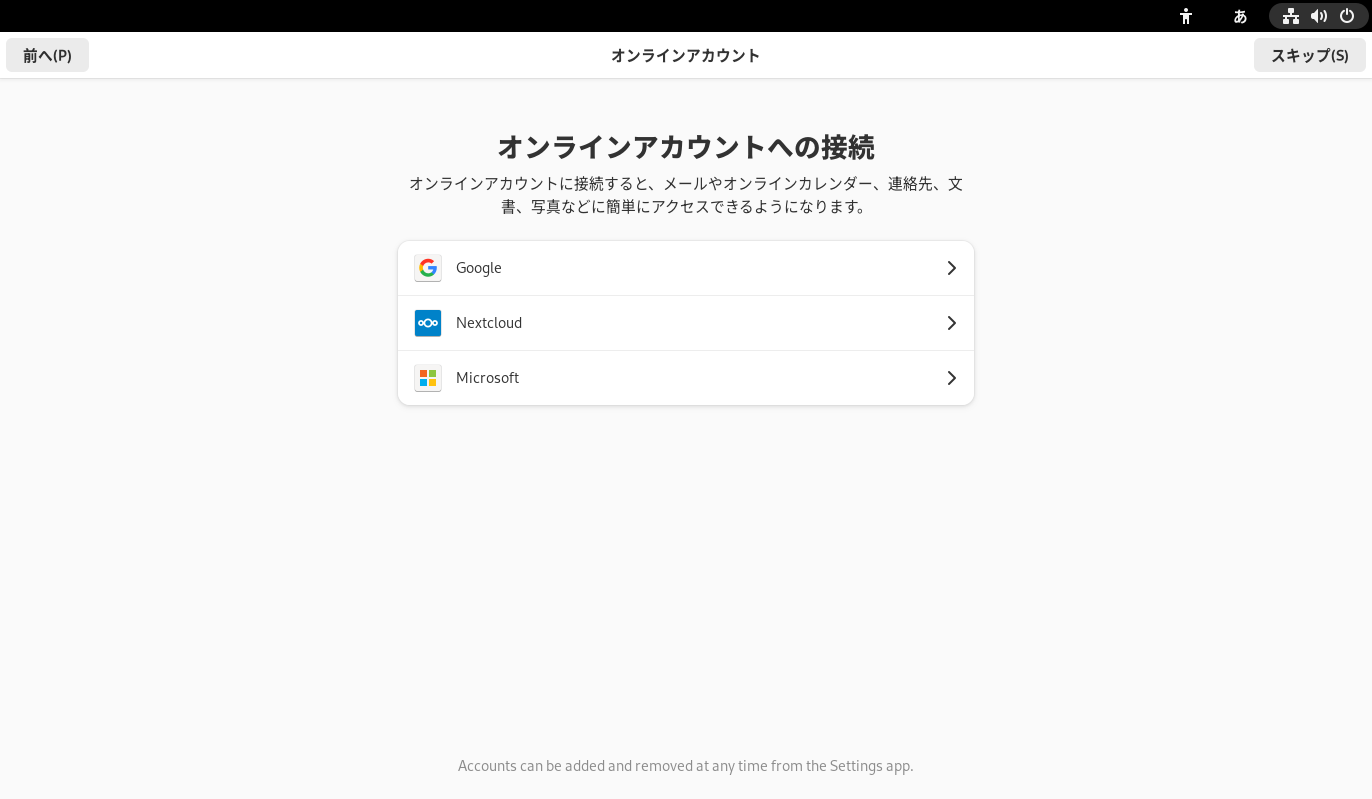 あ
前へ(P)
オンラインアカウント
スキップ(S)
オンラインアカウントへの接続
オンラインアカウントに接続すると、メールやオンラインカレンダー、連絡先、文
書、写真などに簡単にアクセスできるようになります。
Google
Nextcloud
Microsoft
Accounts can be added and removed at any time from the Settings app.